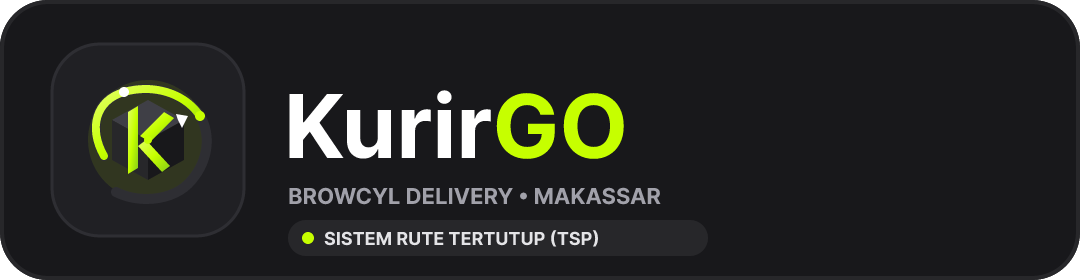 KurirGO
BROWCYL DELIVERY • MAKASSAR
SISTEM RUTE TERTUTUP (TSP)